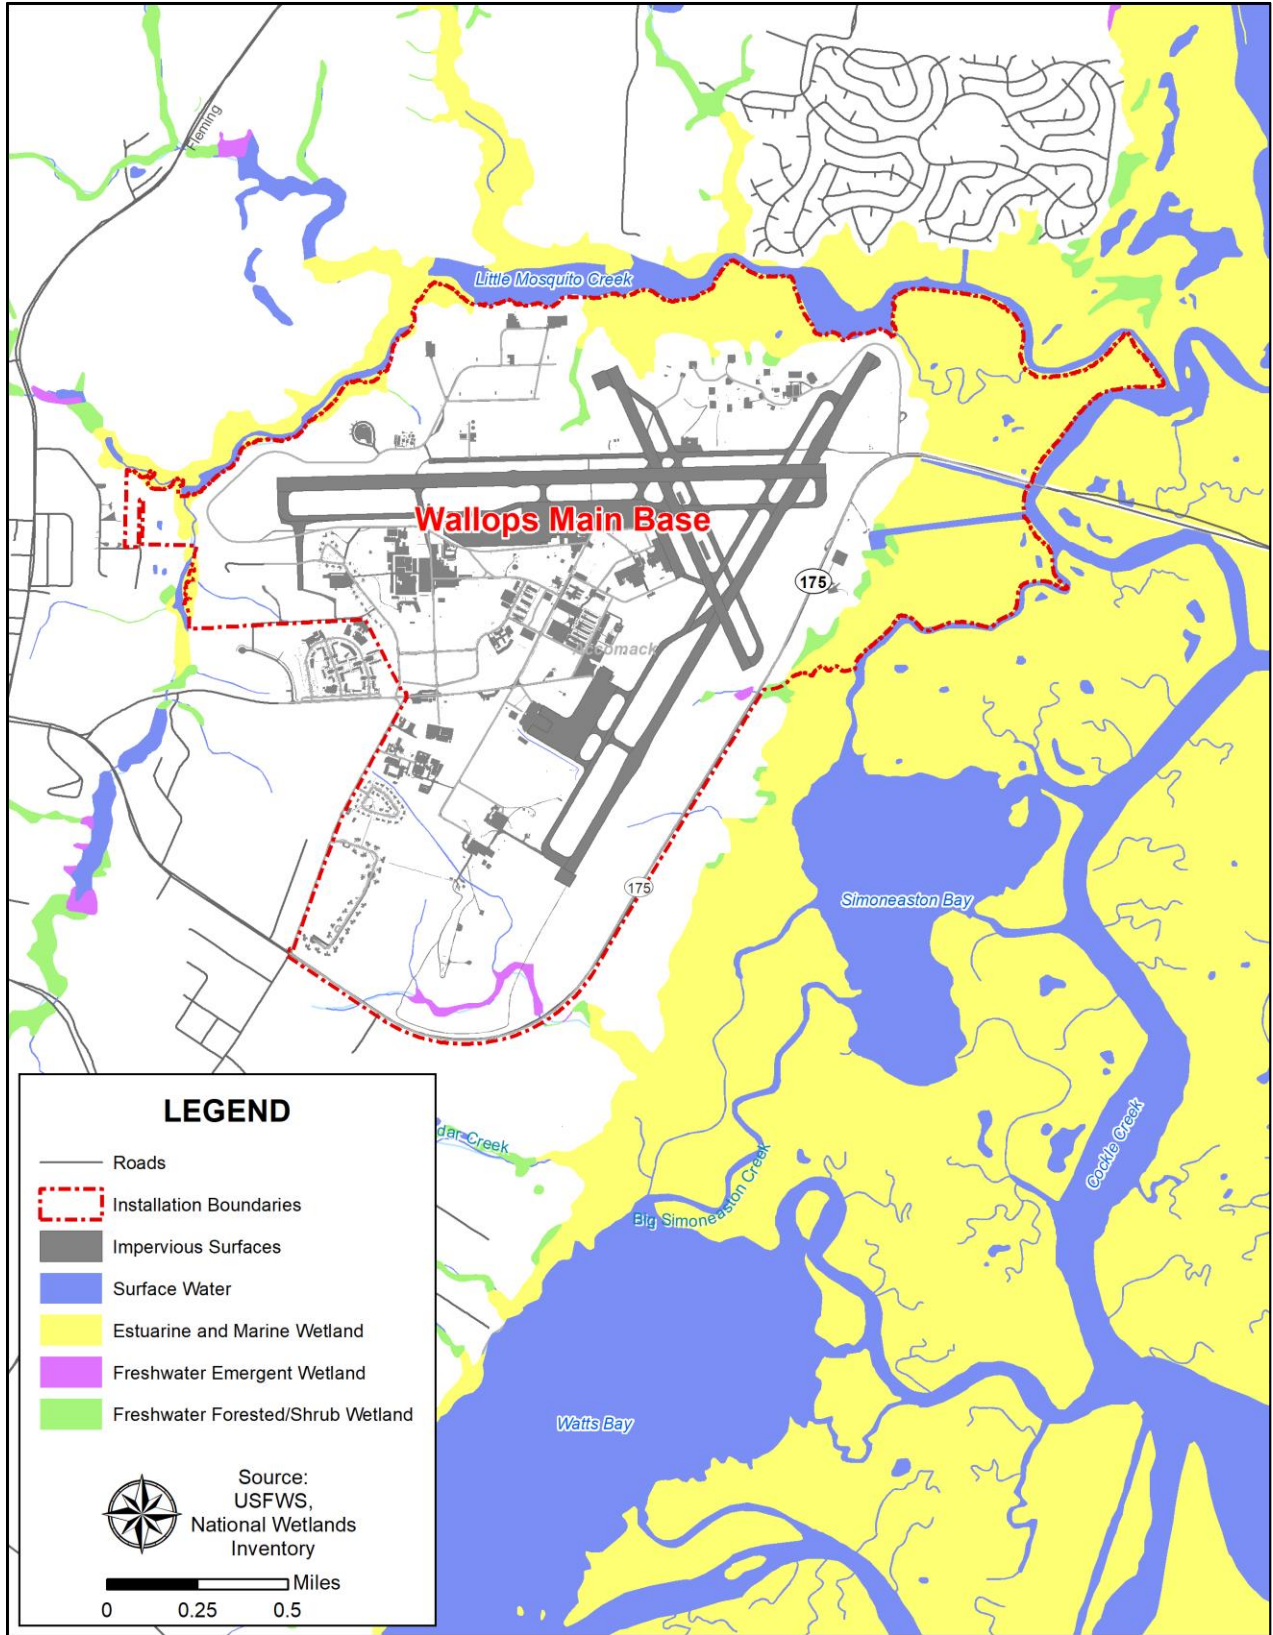 Fleming
Little Mosquito Creek
Wallops Main Base
175
Accomack
175
Simoneaston Bay
dar Creek
Big Simoneaston Creek
Cockle Creek
Watts Bay
LEGEND
Roads
Installation Boundaries
Impervious Surfaces
Surface Water
Estuarine and Marine Wetland
Freshwater Emergent Wetland
Freshwater Forested/Shrub Wetland
Source:
USFWS,
National Wetlands
Inventory
Miles
0 0.25 0.5